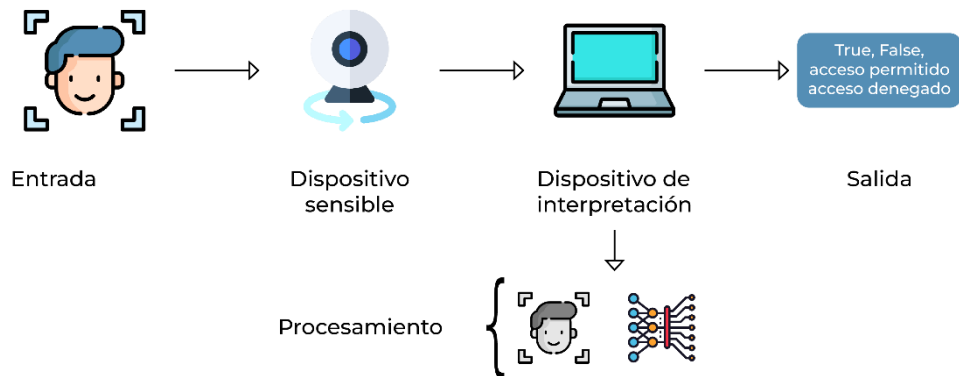 True, False,
acceso permitido
acceso denegado
Entrada
Dispositivo
sensible
Dispositivo de
interpretación
Salida
Procesamiento